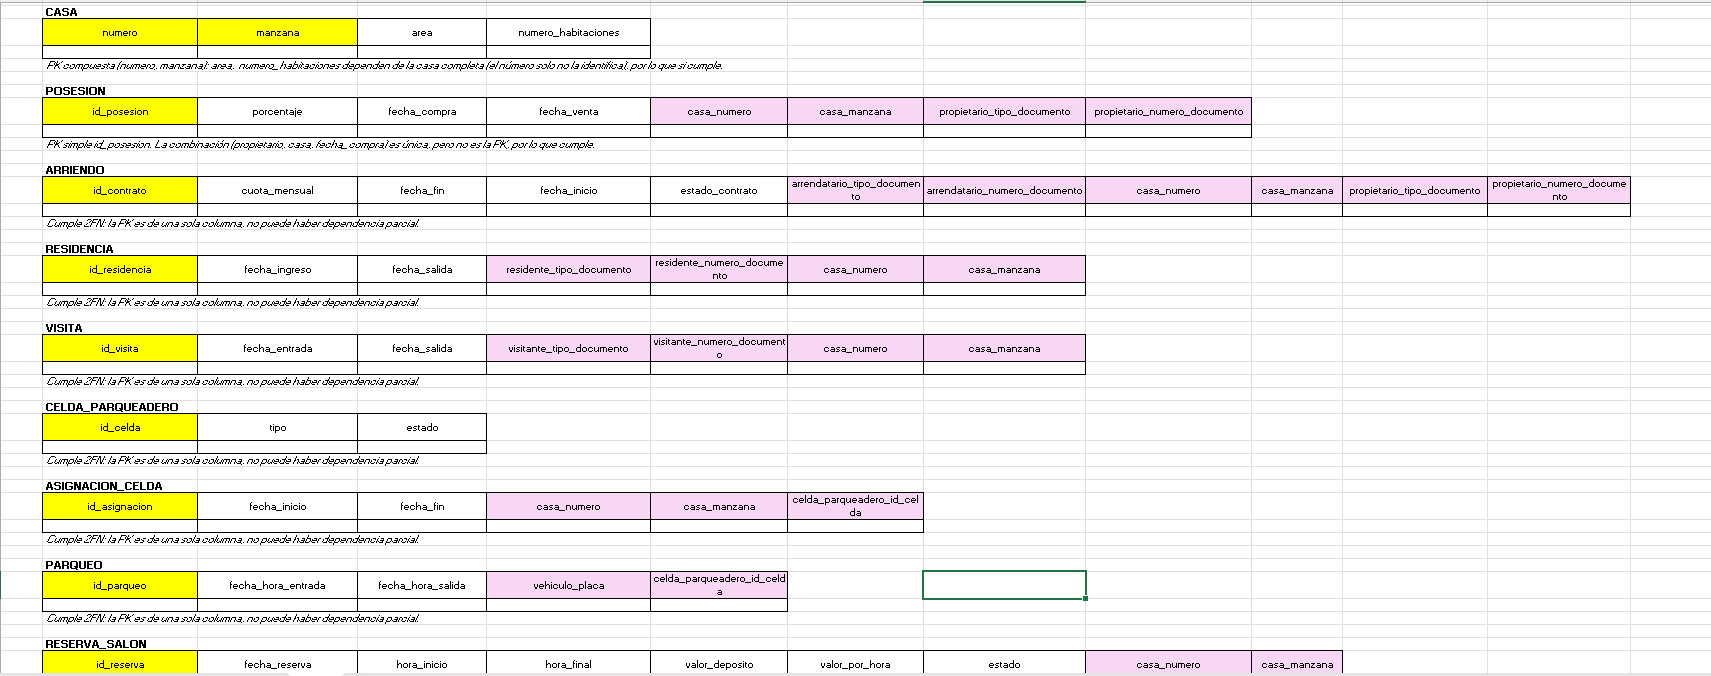 CASA
numero manzana area numero_habitaciones
PK compuesta (numero, manzana): area, numero_habitaciones dependen de la casa completa (el número solo no la identifica), por lo que sí cumple.
POSESION
id_posesion porcentaje fecha_compra fecha_venta casa_numero casa_manzana propietario_tipo_documento propietario_numero_documento
PK simple id_posesion. La combinación (propietario, casa, fecha_compra) es única, pero no es la PK, por lo que cumple.
ARRIENDO
id_contrato cuota_mensual fecha_fin fecha_inicio estado_contrato arrendatario_tipo_documen
to arrendatario_numero_documento casa_numero casa_manzana propietario_tipo_documento propietario_numero_docume
nto
Cumple 2FN: la PK es de una sola columna, no puede haber dependencia parcial.
RESIDENCIA
id_residencia fecha_ingreso fecha_salida residente_tipo_documento residente_numero_docume
nto casa_numero casa_manzana
Cumple 2FN: la PK es de una sola columna, no puede haber dependencia parcial.
VISITA
id_visita fecha_entrada fecha_salida visitante_tipo_documento visitante_numero_document
o casa_numero casa_manzana
Cumple 2FN: la PK es de una sola columna, no puede haber dependencia parcial.
CELDA_PARQUEADERO
id_celda tipo estado
Cumple 2FN: la PK es de una sola columna, no puede haber dependencia parcial.
ASIGNACION_CELDA
id_asignacion fecha_inicio fecha_fin casa_numero casa_manzana celda_parqueadero_id_cel
da
Cumple 2FN: la PK es de una sola columna, no puede haber dependencia parcial.
PARQUEO
id_parqueo fecha_hora_entrada fecha_hora_salida vehiculo_placa celda_parqueadero_id_celd
a
Cumple 2FN: la PK es de una sola columna, no puede haber dependencia parcial.
RESERVA_SALON
id_reserva fecha_reserva hora_inicio hora_final valor_deposito valor_por_hora estado casa_numero casa_manzana